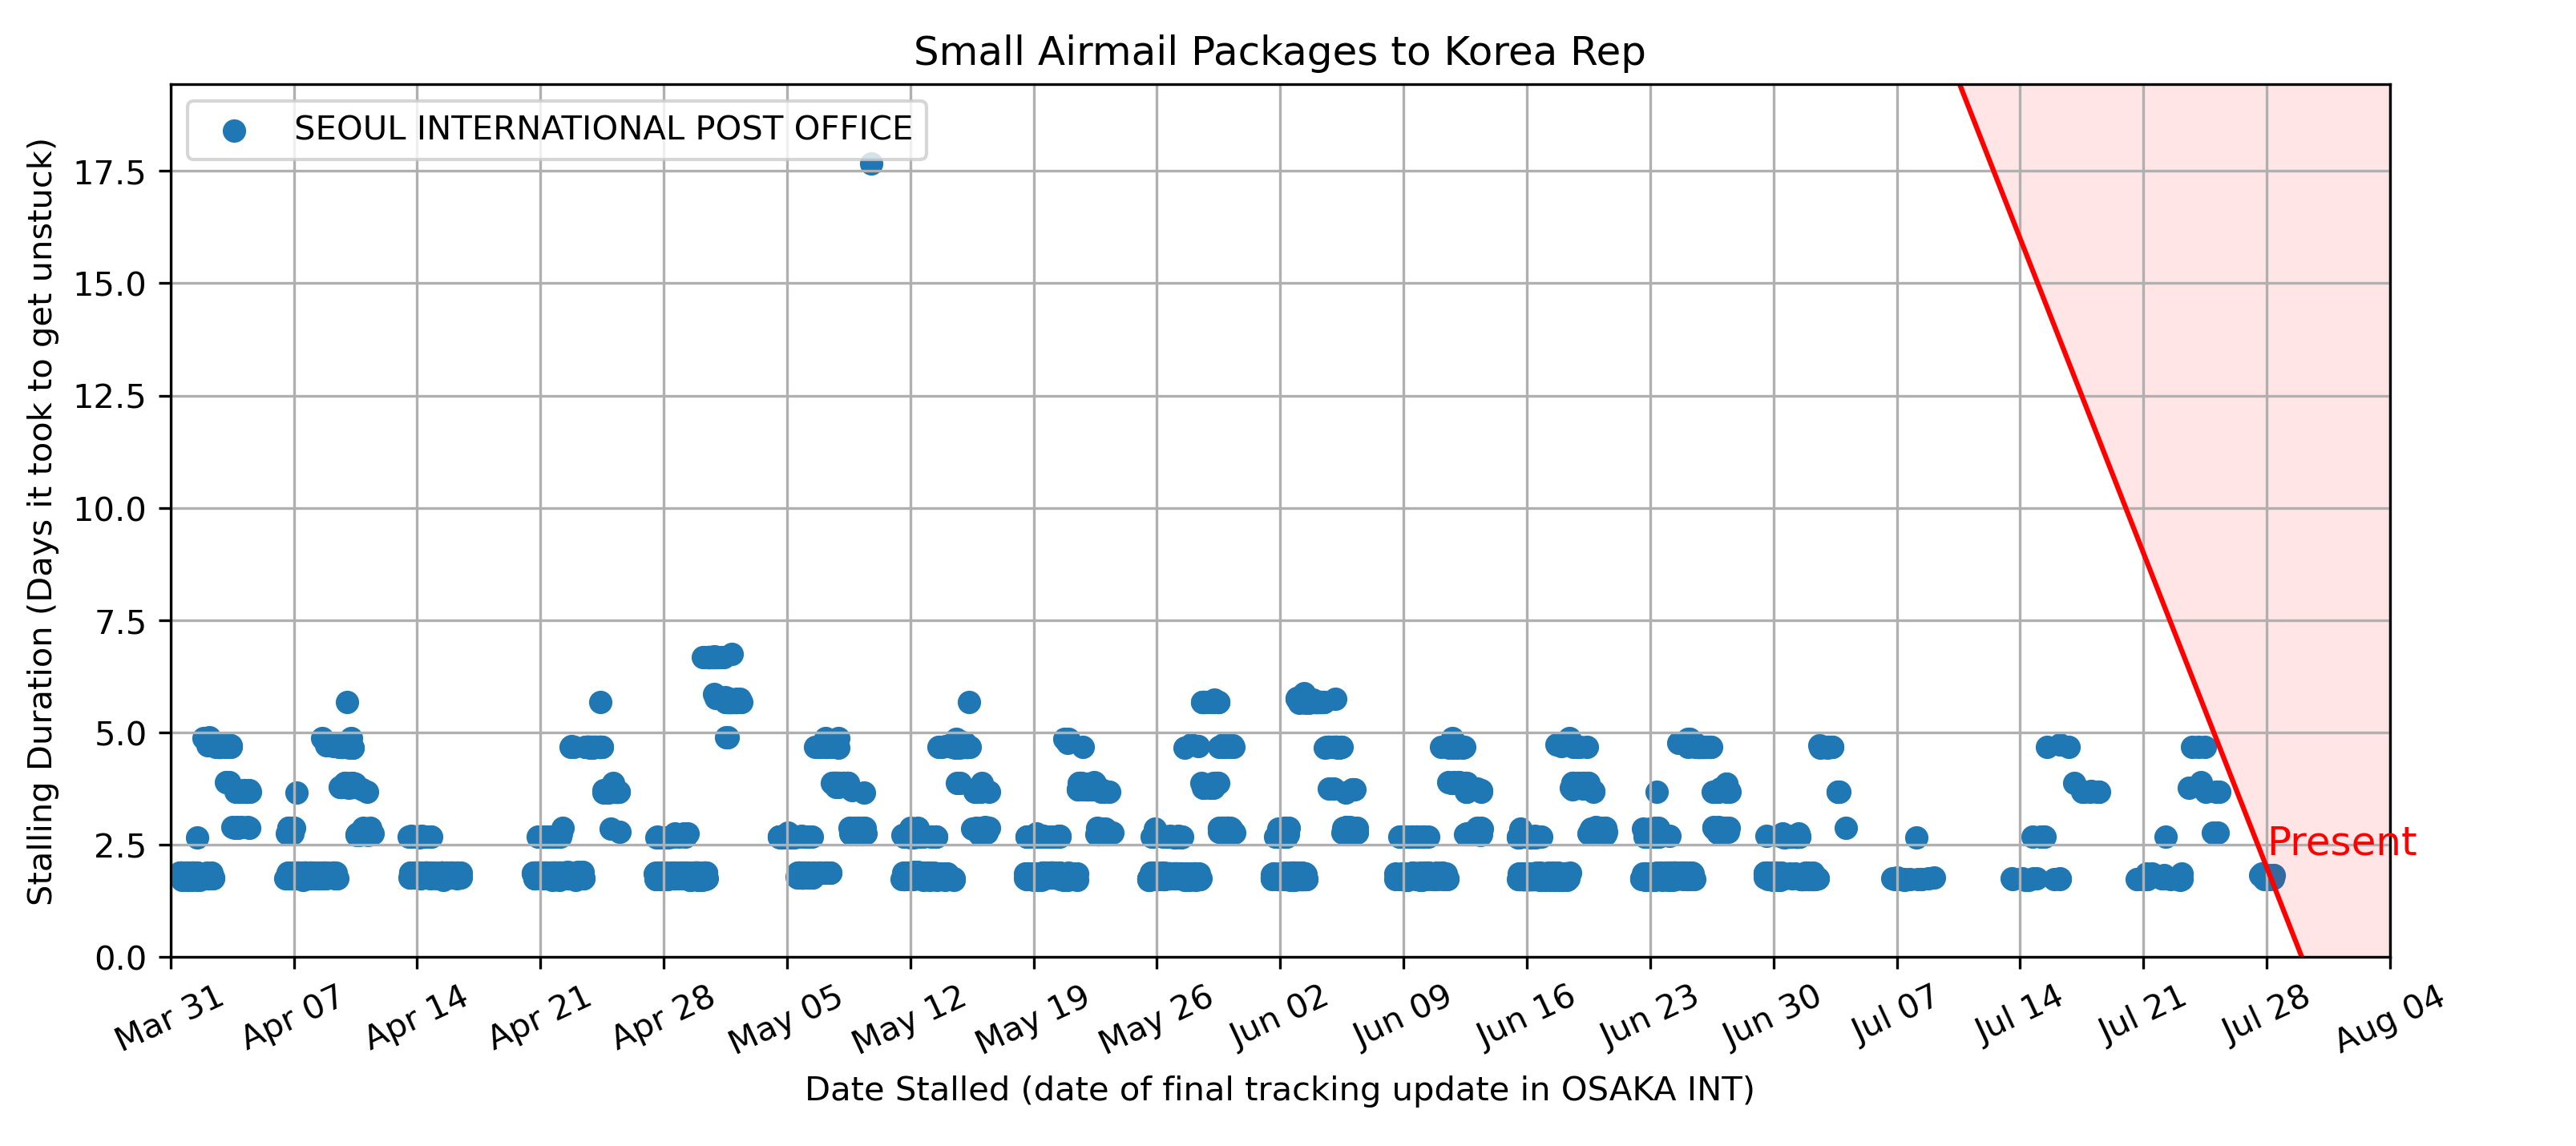 Small Airmail Packages to Korea Rep
SEOUL INTERNATIONAL POST OFFICE
Stalling Duration (Days it took to get unstuck)
17.5
15.0
12.5
10.0
7.5
5.0
2.5
0.0
Present
Mar 31
Apr 07
Apr 14
Apr 21
Apr 28
May 05
May 12
May 19
May 26
Jun 02
Jun 09
Jun 16
Jun 23
Jun 30
Jul 07
Jul 14
Jul 21
Jul 28
Aug 04
Date Stalled (date of final tracking update in OSAKA INT)